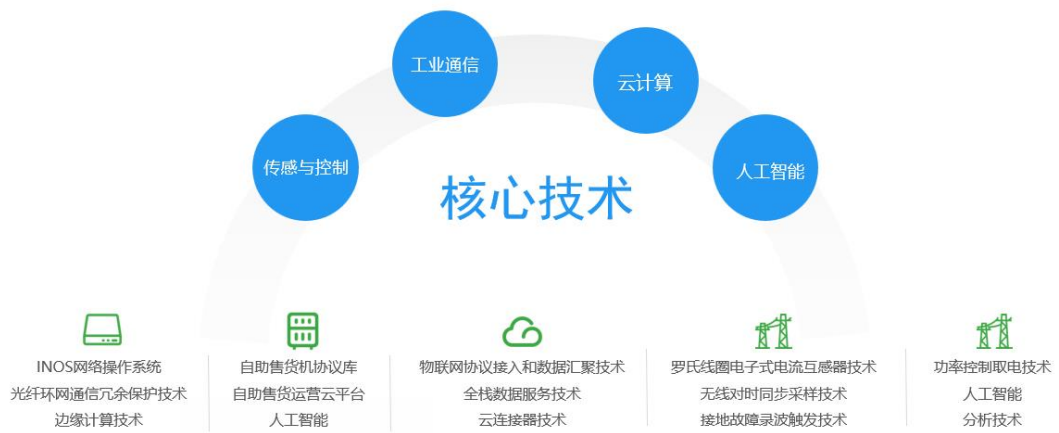 工业通信
云计算
传感与控制
人工智能
核心技术
INOS网络操作系统
光纤环网通信冗余保护技术
边缘计算技术
自助售货机协议库
自助售货运营云平台
人工智能
物联网协议接入和数据汇聚技术
全栈数据服务技术
云连接器技术
罗氏线圈电子式电流互感器技术
无线对时同步采样技术
接地故障录波触发技术
功率控制取电技术
人工智能
分析技术